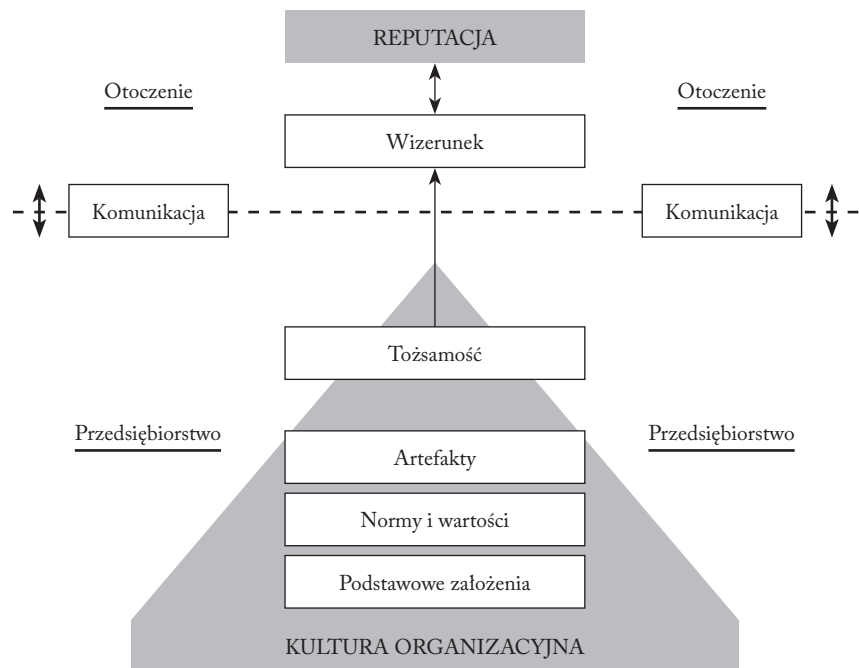 REPUTACJA
Otoczenie
Otoczenie
Wizerunek
Komunikacja
Komunikacja
Tożsamość
Przedsiębiorstwo
Przedsiębiorstwo
Artefakty
Normy i wartości
Podstawowe założenia
KULTURA ORGANIZACYJNA